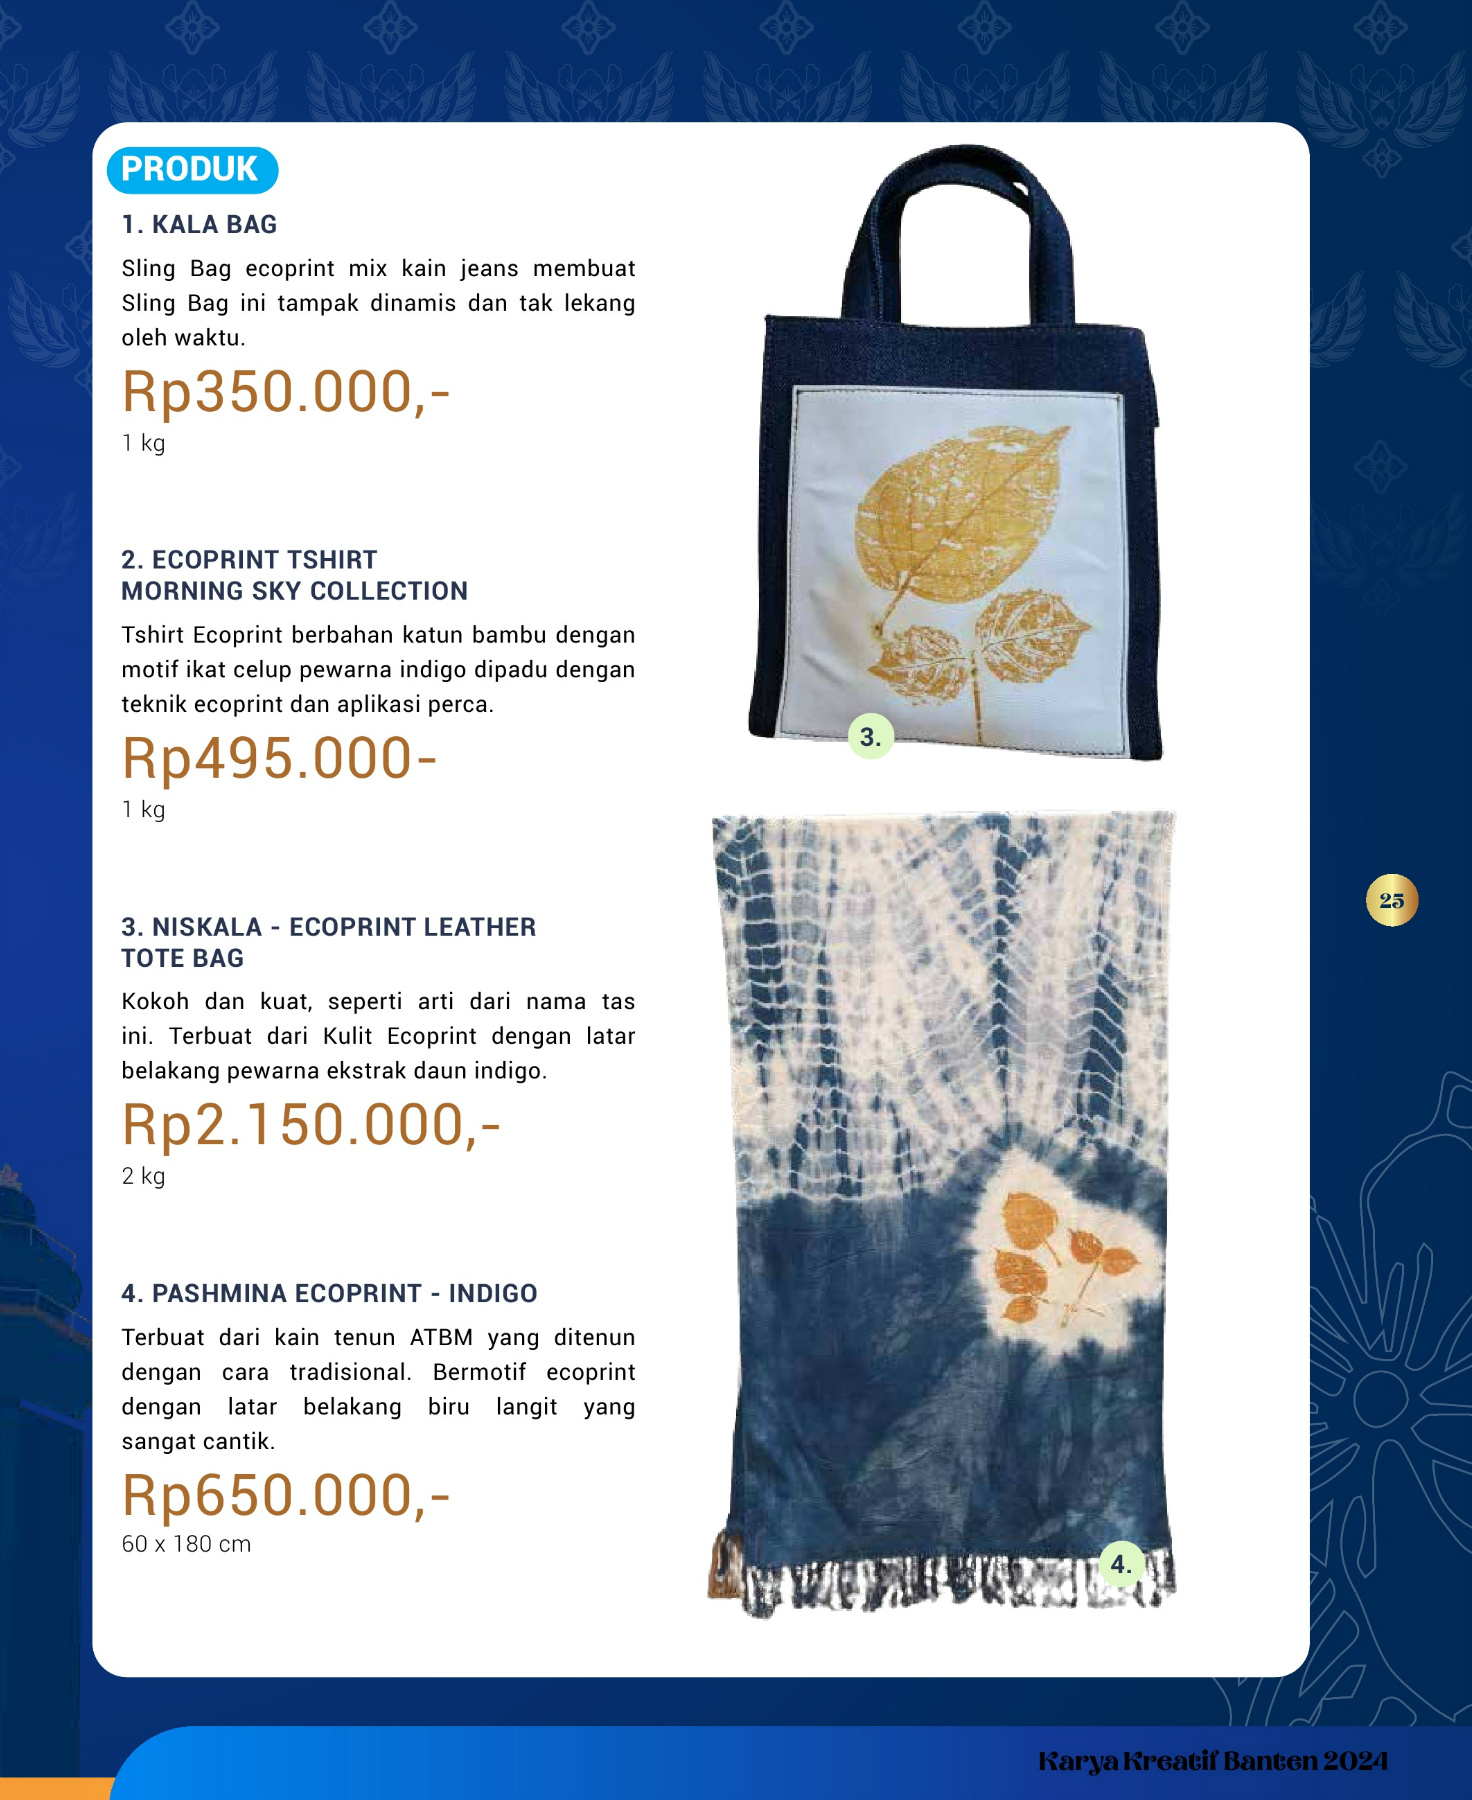 PRODUK
1. KALA BAG
Sling Bag ecoprint mix kain jeans membuat
Sling Bag ini tampak dinamis dan tak lekang
oleh waktu.
Rp350.000,-
1 kg
2. ECOPRINT TSHIRT
MORNING SKY COLLECTION
Tshirt Ecoprint berbahan katun bambu dengan
motif ikat celup pewarna indigo dipadu dengan
teknik ecoprint dan aplikasi perca.
Rp495.000-
1 kg
3. NISKALA - ECOPRINT LEATHER
TOTE BAG
Kokoh dan kuat, seperti arti dari nama tas
ini. Terbuat dari Kulit Ecoprint dengan latar
belakang pewarna ekstrak daun indigo.
Rp2.150.000,-
2 kg
4. PASHMINA ECOPRINT - INDIGO
Terbuat dari kain tenun ATBM yang ditenun
dengan cara tradisional. Bermotif ecoprint
dengan latar belakang biru langit yang
sangat cantik.
Rp650.000,-
60 x 180 cm
3.
4.
25
Karya Kreatif Banten 2024